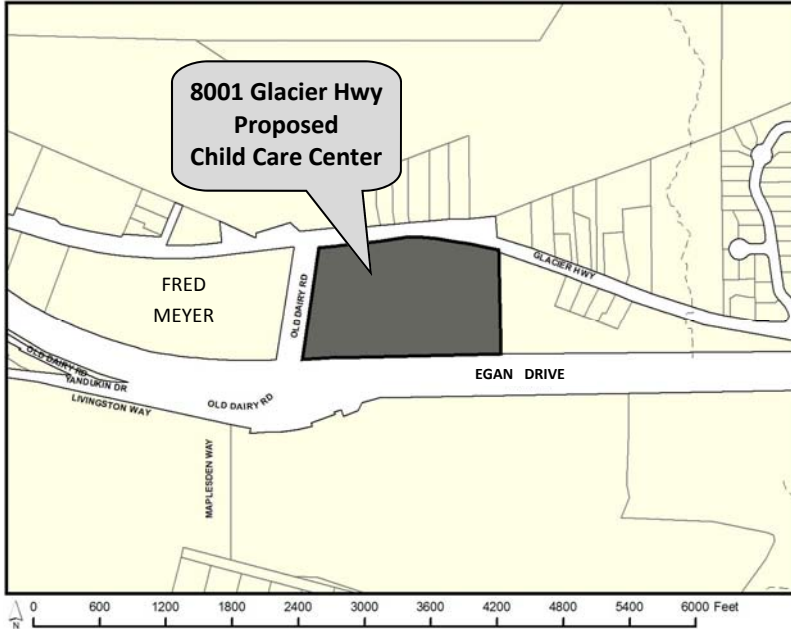 8001 Glacier Hwy
Proposed
Child Care Center
FRED
MEYER
OLD DAIRY RD
GLACIER HWY
EGAN DRIVE
OLD DAIRY RD
YANDUKIN DR
LIVINGSTON WAY
OLD DAIRY RD
MAPLESDEN WAY
N
0 600 1200 1800 2400 3000 3600 4200 4800 5400 6000 Feet